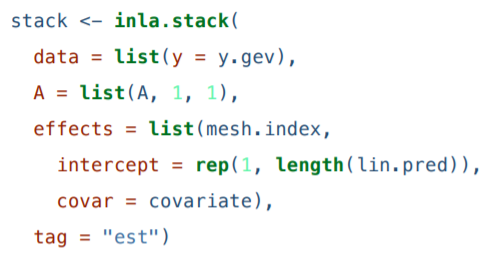 stack <- inla.stack(
  data = list(y = y.gev),
  A = list(A, 1, 1),
  effects = list(mesh.index,
    intercept = rep(1, length(lin.pred)),
    covar = covariate),
  tag = "est")